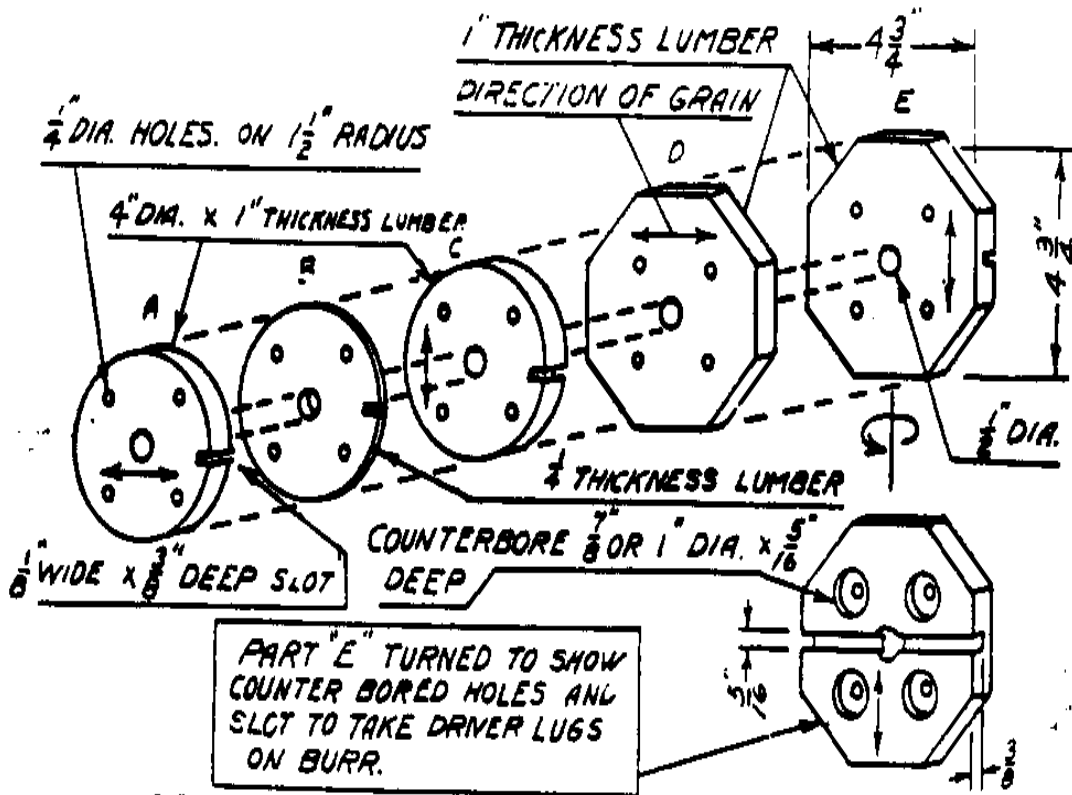 1" THICKNESS LUMBER
DIRECTION OF GRAIN
4 3/4"
E
D
1/4" DIA. HOLES. ON 1 1/2" RADIUS
4" DIA. x 1" THICKNESS LUMBER
C
B
A
4 3/4"
DIA.
1/4 THICKNESS LUMBER
1/8" WIDE x 3/8" DEEP SLOT
COUNTERBORE 7/8" OR 1" DIA. x 5/16"
DEEP
PART "E" TURNED TO SHOW
COUNTER BORED HOLES AND
SLOT TO TAKE DRIVER LUGS
ON BURR.
5/16"
3/8